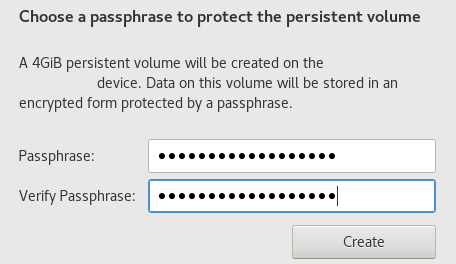 Choose a passphrase to protect the persistent volume
A 4GiB persistent volume will be created on the
device. Data on this volume will be stored in an
encrypted form protected by a passphrase.
Passphrase: ••••••••••••••••••
Verify Passphrase: ••••••••••••••••••
Create